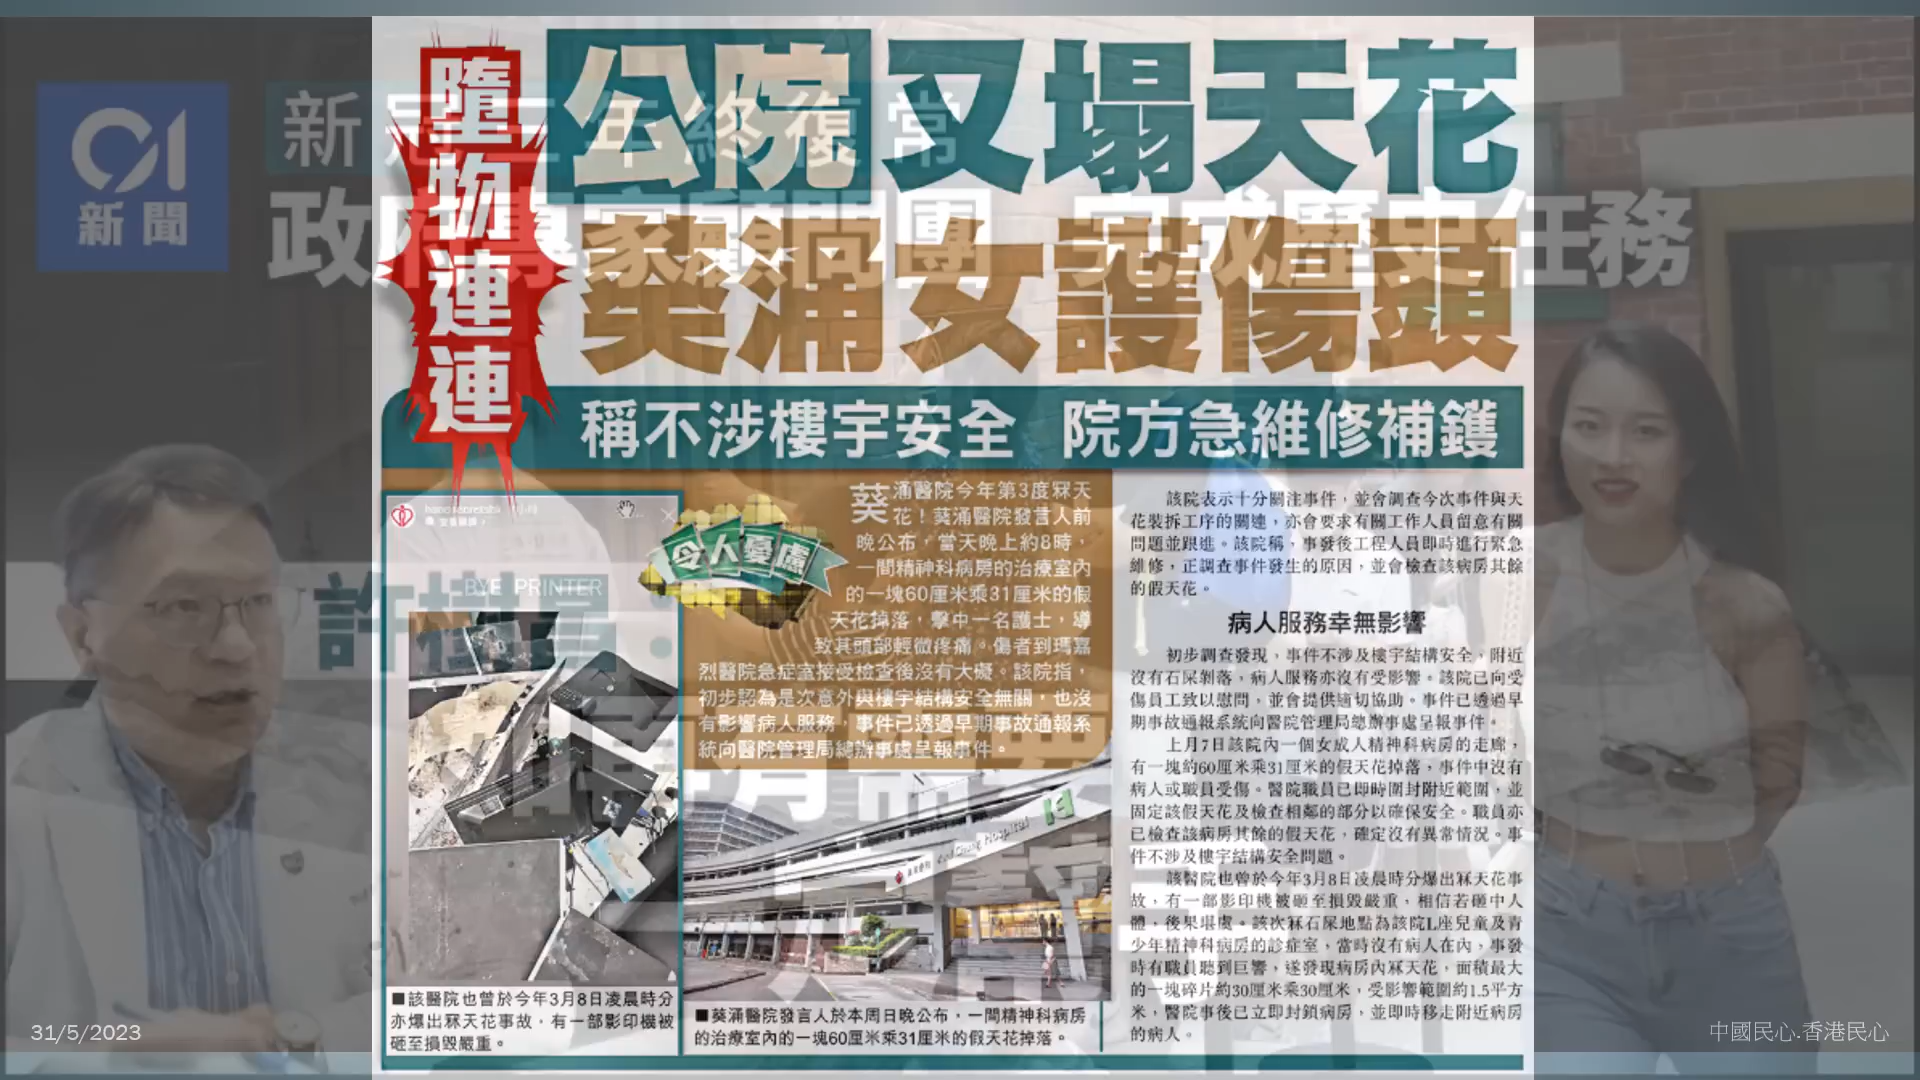 墮物連連
公院又塌天花
葵涌女護傷頭
稱不涉樓宇安全 院方急維修補鑊
新聞
新冠三年終復常
政府專家顧問團 完成歷史任務
許樹昌：
令人憂慮
BYE PRINTER
葵涌醫院今年第3度冧天
花！葵涌醫院發言人前
晚公布，當天晚上約8時，
一間精神科病房的治療室內
的一塊60厘米乘31厘米的假
天花掉落，擊中一名護士，導
致其頭部輕微疼痛。傷者到瑪嘉
烈醫院急症室接受檢查後沒有大礙。該院指，
初步認為是次意外與樓宇結構安全無關，也沒
有影響病人服務，事件已透過早期事故通報系
統向醫院管理局總辦事處呈報事件。
該院表示十分關注事件，並會調查今次事件與天
花裝拆工序的關連，亦會要求有關工作人員留意有關
問題並跟進。該院稱，事發後工程人員即時進行緊急
維修，正調查事件發生的原因，並會檢查該病房其餘
的假天花。
病人服務幸無影響
初步調查發現，事件不涉及樓宇結構安全，附近
沒有石屎剝落，病人服務亦沒有受影響。該院已向受
傷員工致以慰問，並會提供適切協助。事件已透過早
期事故通報系統向醫院管理局總辦事處呈報事件。
上月7日該院內一個女成人精神科病房的走廊，
有一塊約60厘米乘31厘米的假天花掉落，事件中沒有
病人或職員受傷。醫院職員已即時圍封附近範圍，並
固定該假天花及檢查相鄰的部分以確保安全。職員亦
已檢查該病房其餘的假天花，確定沒有異常情況。事
件不涉及樓宇結構安全問題。
該醫院也曾於今年3月8日凌晨時分爆出冧天花事
故，有一部影印機被砸至損毀嚴重，相信若砸中人
體，後果堪虞。該次冧石屎地點為該院L座兒童及青
少年精神科病房的診症室，當時沒有病人在內，事發
時有職員聽到巨響，遂發現病房內冧天花，面積最大
的一塊碎片約30厘米乘30厘米，受影響範圍約1.5平方
米，醫院事後已立即封鎖病房，並即時移走附近病房
的病人。
■該醫院也曾於今年3月8日凌晨時分
亦爆出冧天花事故，有一部影印機被
砸至損毀嚴重。
■葵涌醫院發言人於本周日晚公布，一間精神科病房
的治療室內的一塊60厘米乘31厘米的假天花掉落。
31/5/2023
中國民心.香港民心